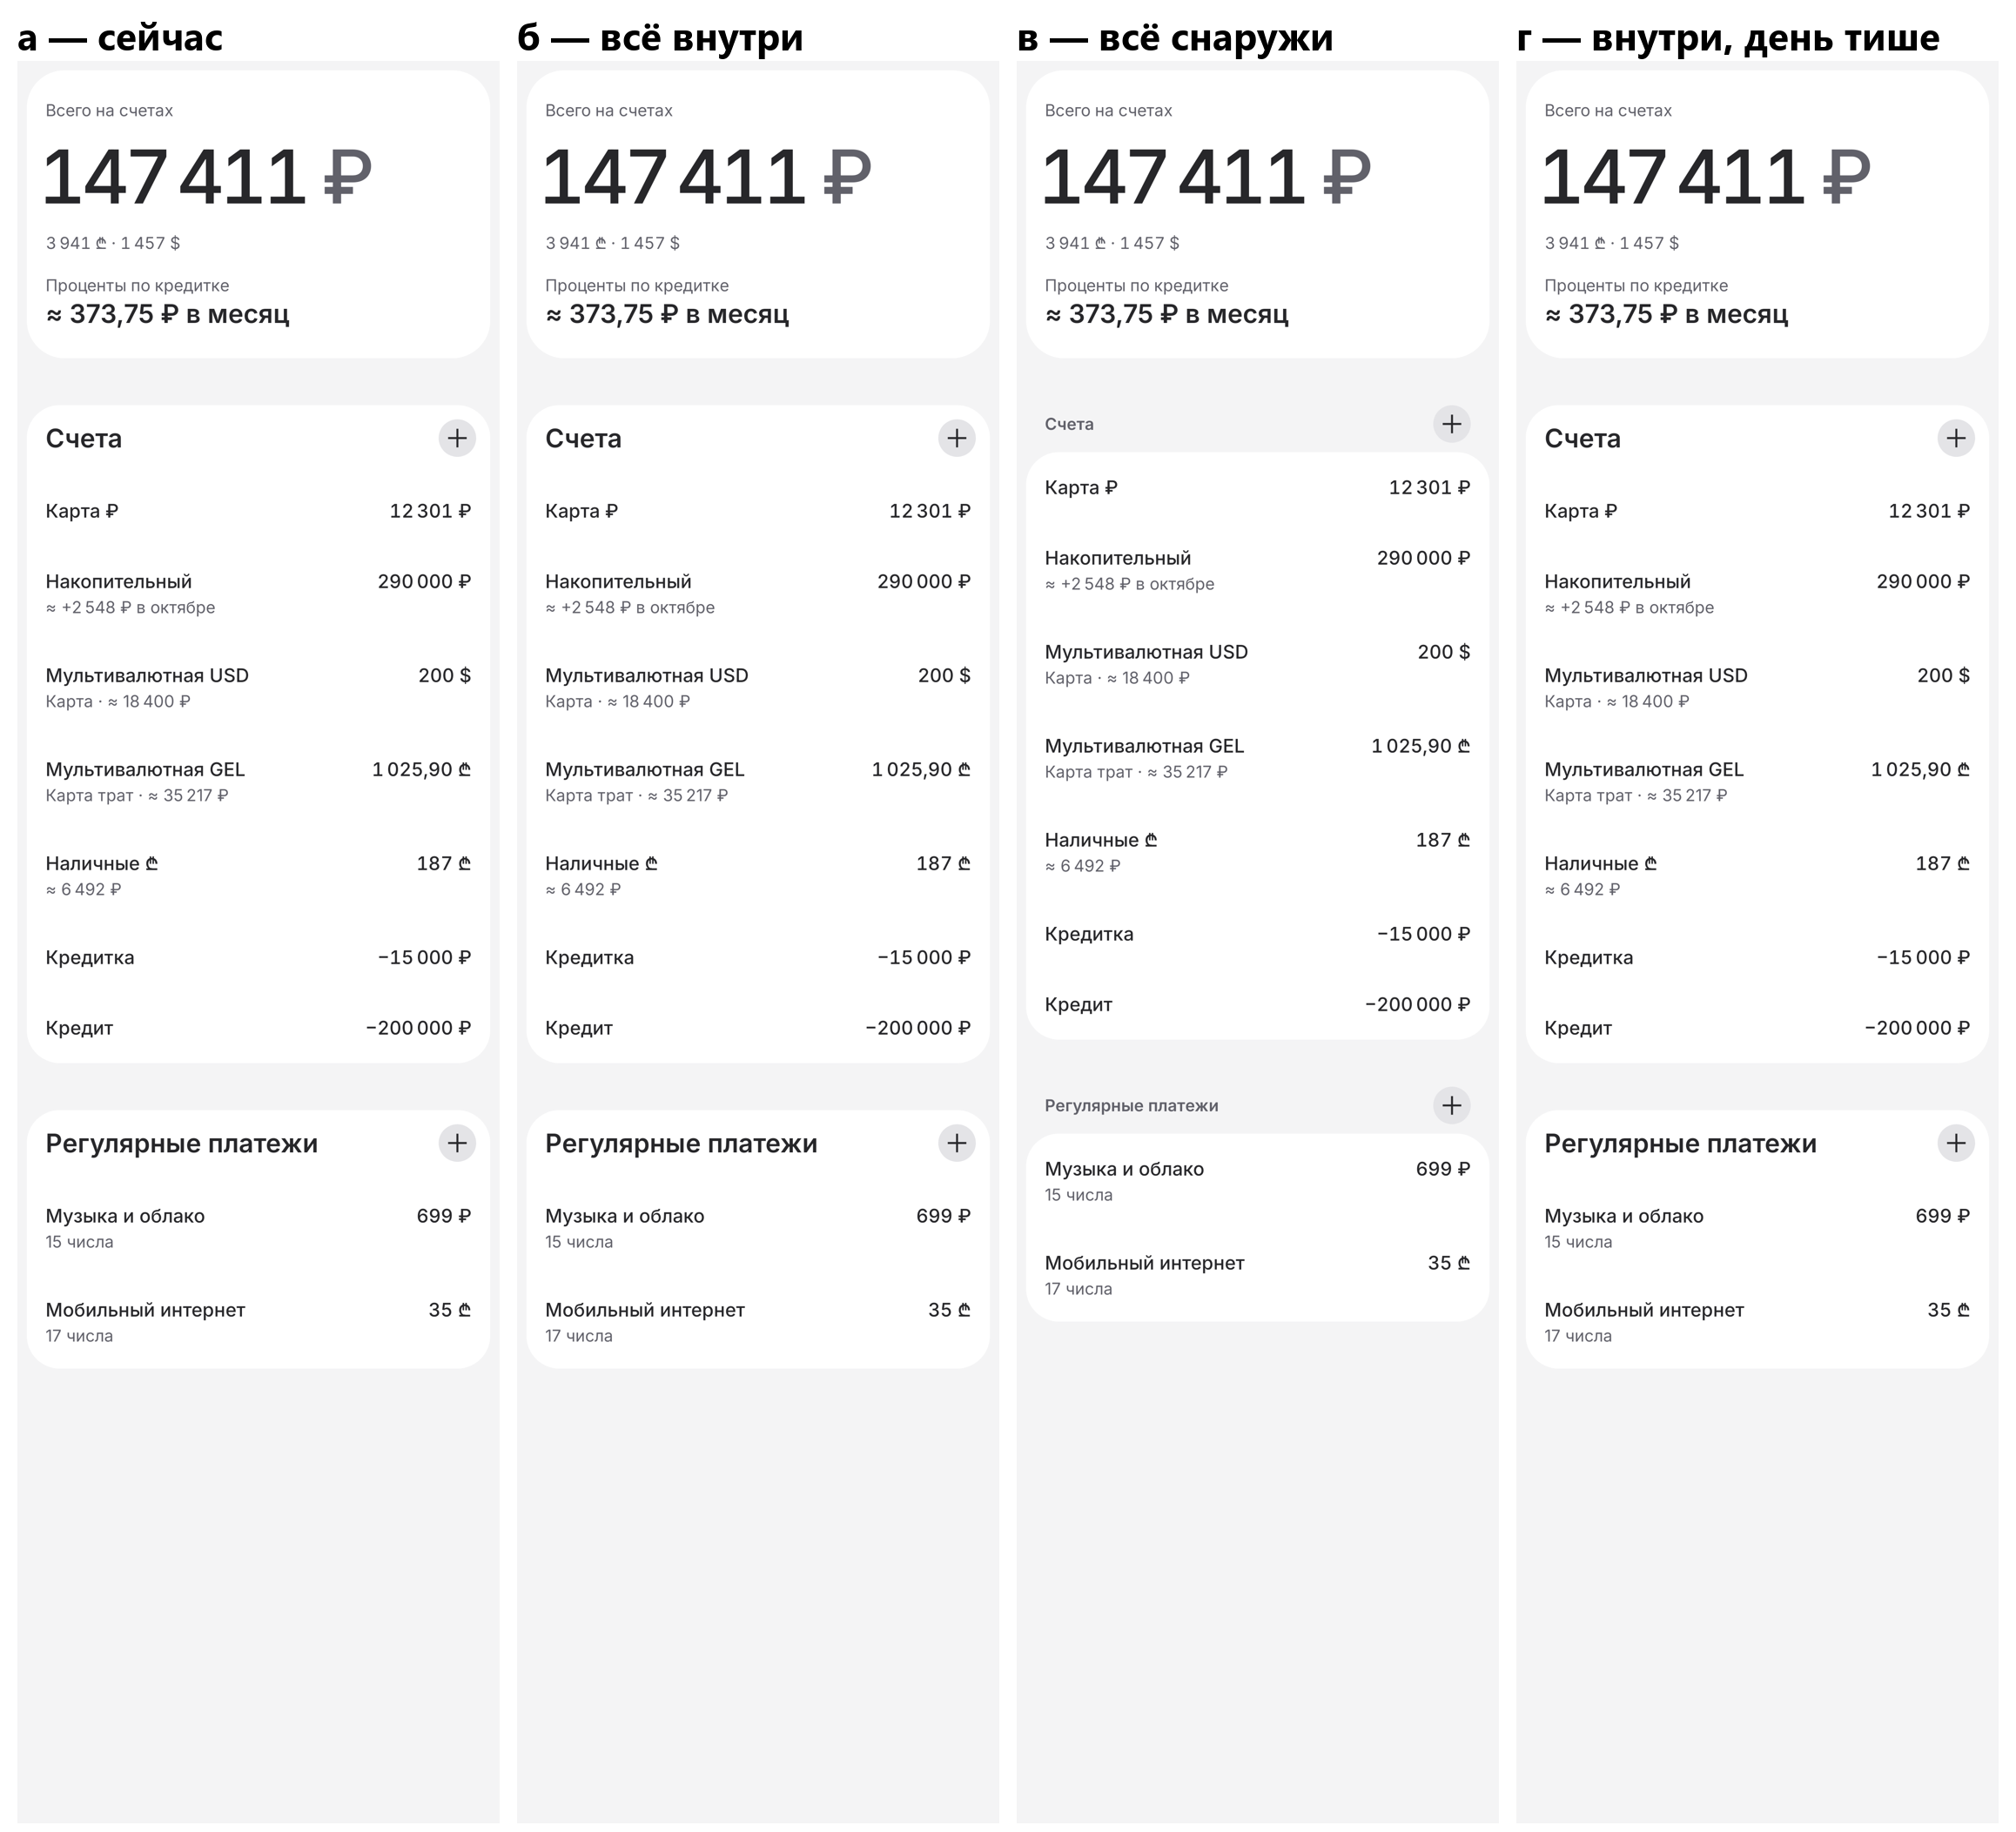 а — сейчас
Всего на счетах
147 411 ₽
3 941 ₾ · 1 457 $
Проценты по кредитке
≈ 373,75 ₽ в месяц
Счета
Карта ₽ 12 301 ₽
Накопительный 290 000 ₽
≈ +2 548 ₽ в октябре
Мультивалютная USD 200 $
Карта · ≈ 18 400 ₽
Мультивалютная GEL 1 025,90 ₾
Карта трат · ≈ 35 217 ₽
Наличные ₾ 187 ₾
≈ 6 492 ₽
Кредитка −15 000 ₽
Кредит −200 000 ₽
Регулярные платежи
Музыка и облако 699 ₽
15 числа
Мобильный интернет 35 ₾
17 числа
б — всё внутри
Всего на счетах
147 411 ₽
3 941 ₾ · 1 457 $
Проценты по кредитке
≈ 373,75 ₽ в месяц
Счета
Карта ₽ 12 301 ₽
Накопительный 290 000 ₽
≈ +2 548 ₽ в октябре
Мультивалютная USD 200 $
Карта · ≈ 18 400 ₽
Мультивалютная GEL 1 025,90 ₾
Карта трат · ≈ 35 217 ₽
Наличные ₾ 187 ₾
≈ 6 492 ₽
Кредитка −15 000 ₽
Кредит −200 000 ₽
Регулярные платежи
Музыка и облако 699 ₽
15 числа
Мобильный интернет 35 ₾
17 числа
в — всё снаружи
Всего на счетах
147 411 ₽
3 941 ₾ · 1 457 $
Проценты по кредитке
≈ 373,75 ₽ в месяц
Счета
Карта ₽ 12 301 ₽
Накопительный 290 000 ₽
≈ +2 548 ₽ в октябре
Мультивалютная USD 200 $
Карта · ≈ 18 400 ₽
Мультивалютная GEL 1 025,90 ₾
Карта трат · ≈ 35 217 ₽
Наличные ₾ 187 ₾
≈ 6 492 ₽
Кредитка −15 000 ₽
Кредит −200 000 ₽
Регулярные платежи
Музыка и облако 699 ₽
15 числа
Мобильный интернет 35 ₾
17 числа
г — внутри, день тише
Всего на счетах
147 411 ₽
3 941 ₾ · 1 457 $
Проценты по кредитке
≈ 373,75 ₽ в месяц
Счета
Карта ₽ 12 301 ₽
Накопительный 290 000 ₽
≈ +2 548 ₽ в октябре
Мультивалютная USD 200 $
Карта · ≈ 18 400 ₽
Мультивалютная GEL 1 025,90 ₾
Карта трат · ≈ 35 217 ₽
Наличные ₾ 187 ₾
≈ 6 492 ₽
Кредитка −15 000 ₽
Кредит −200 000 ₽
Регулярные платежи
Музыка и облако 699 ₽
15 числа
Мобильный интернет 35 ₾
17 числа